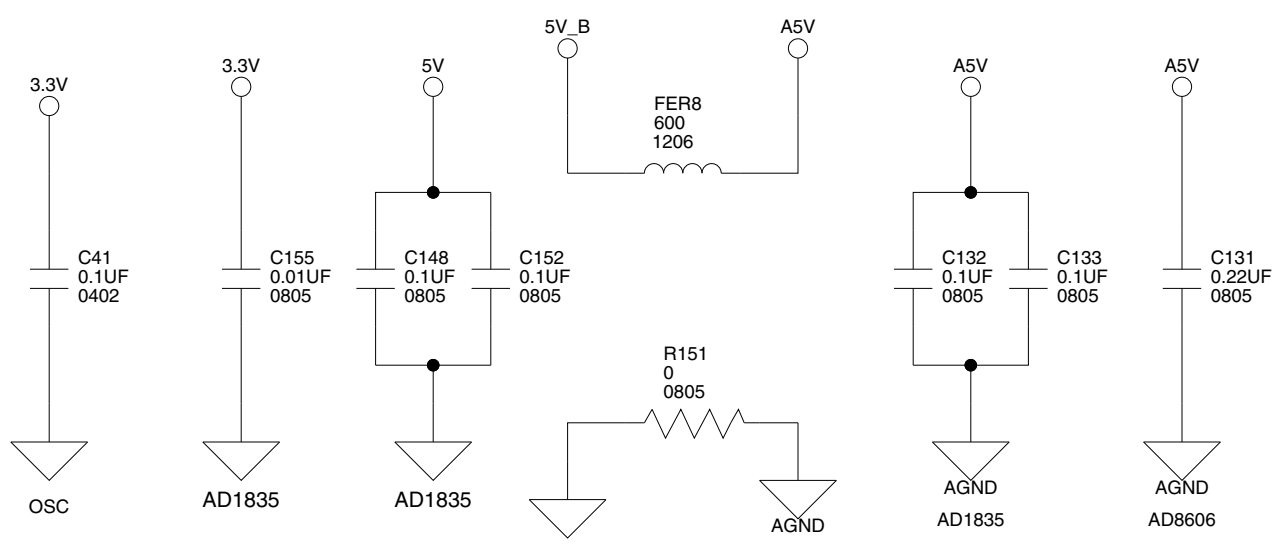 5V_B
A5V
3.3V
3.3V
5V
A5V
A5V
FER8
600
1206
C41
0.1UF
0402
C155
0.01UF
0805
C148
0.1UF
0805
C152
0.1UF
0805
C132
0.1UF
0805
C133
0.1UF
0805
C131
0.22UF
0805
R151
0
0805
OSC
AD1835
AD1835
AGND
AGND
AD1835
AGND
AD8606